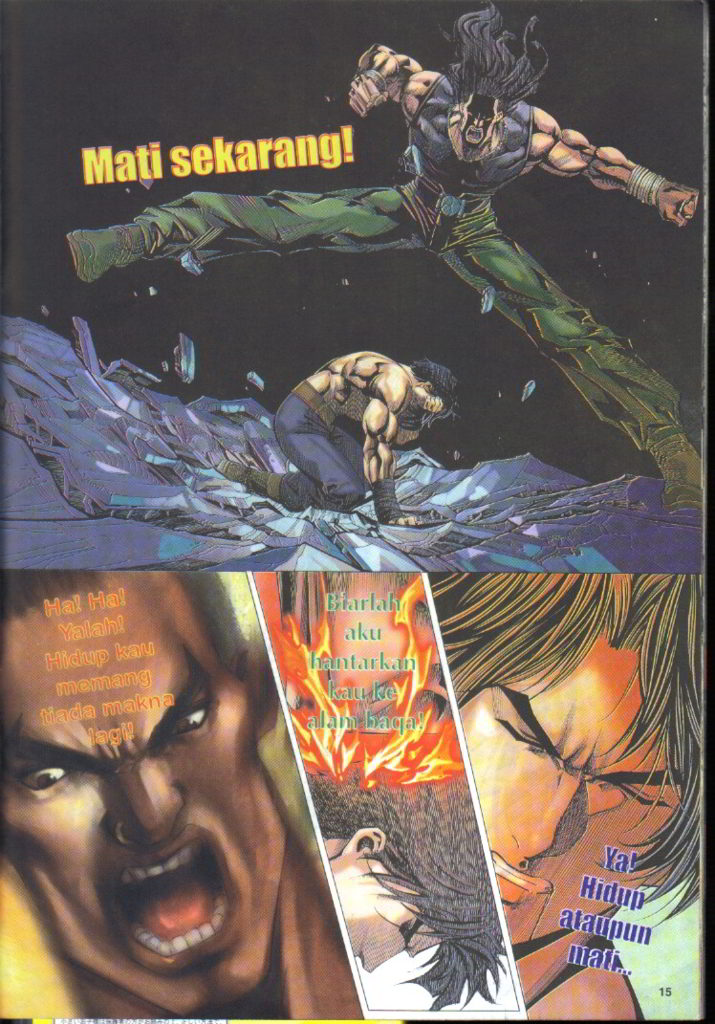 Mati sekarang!
Ha! Ha!
Yalah!
Hidup kau
memang
tiada makna
lagi!
Biarlah
aku
hantarkan
kau ke
alam baqa!
Ya!
Hidup
ataupun
mati...
15